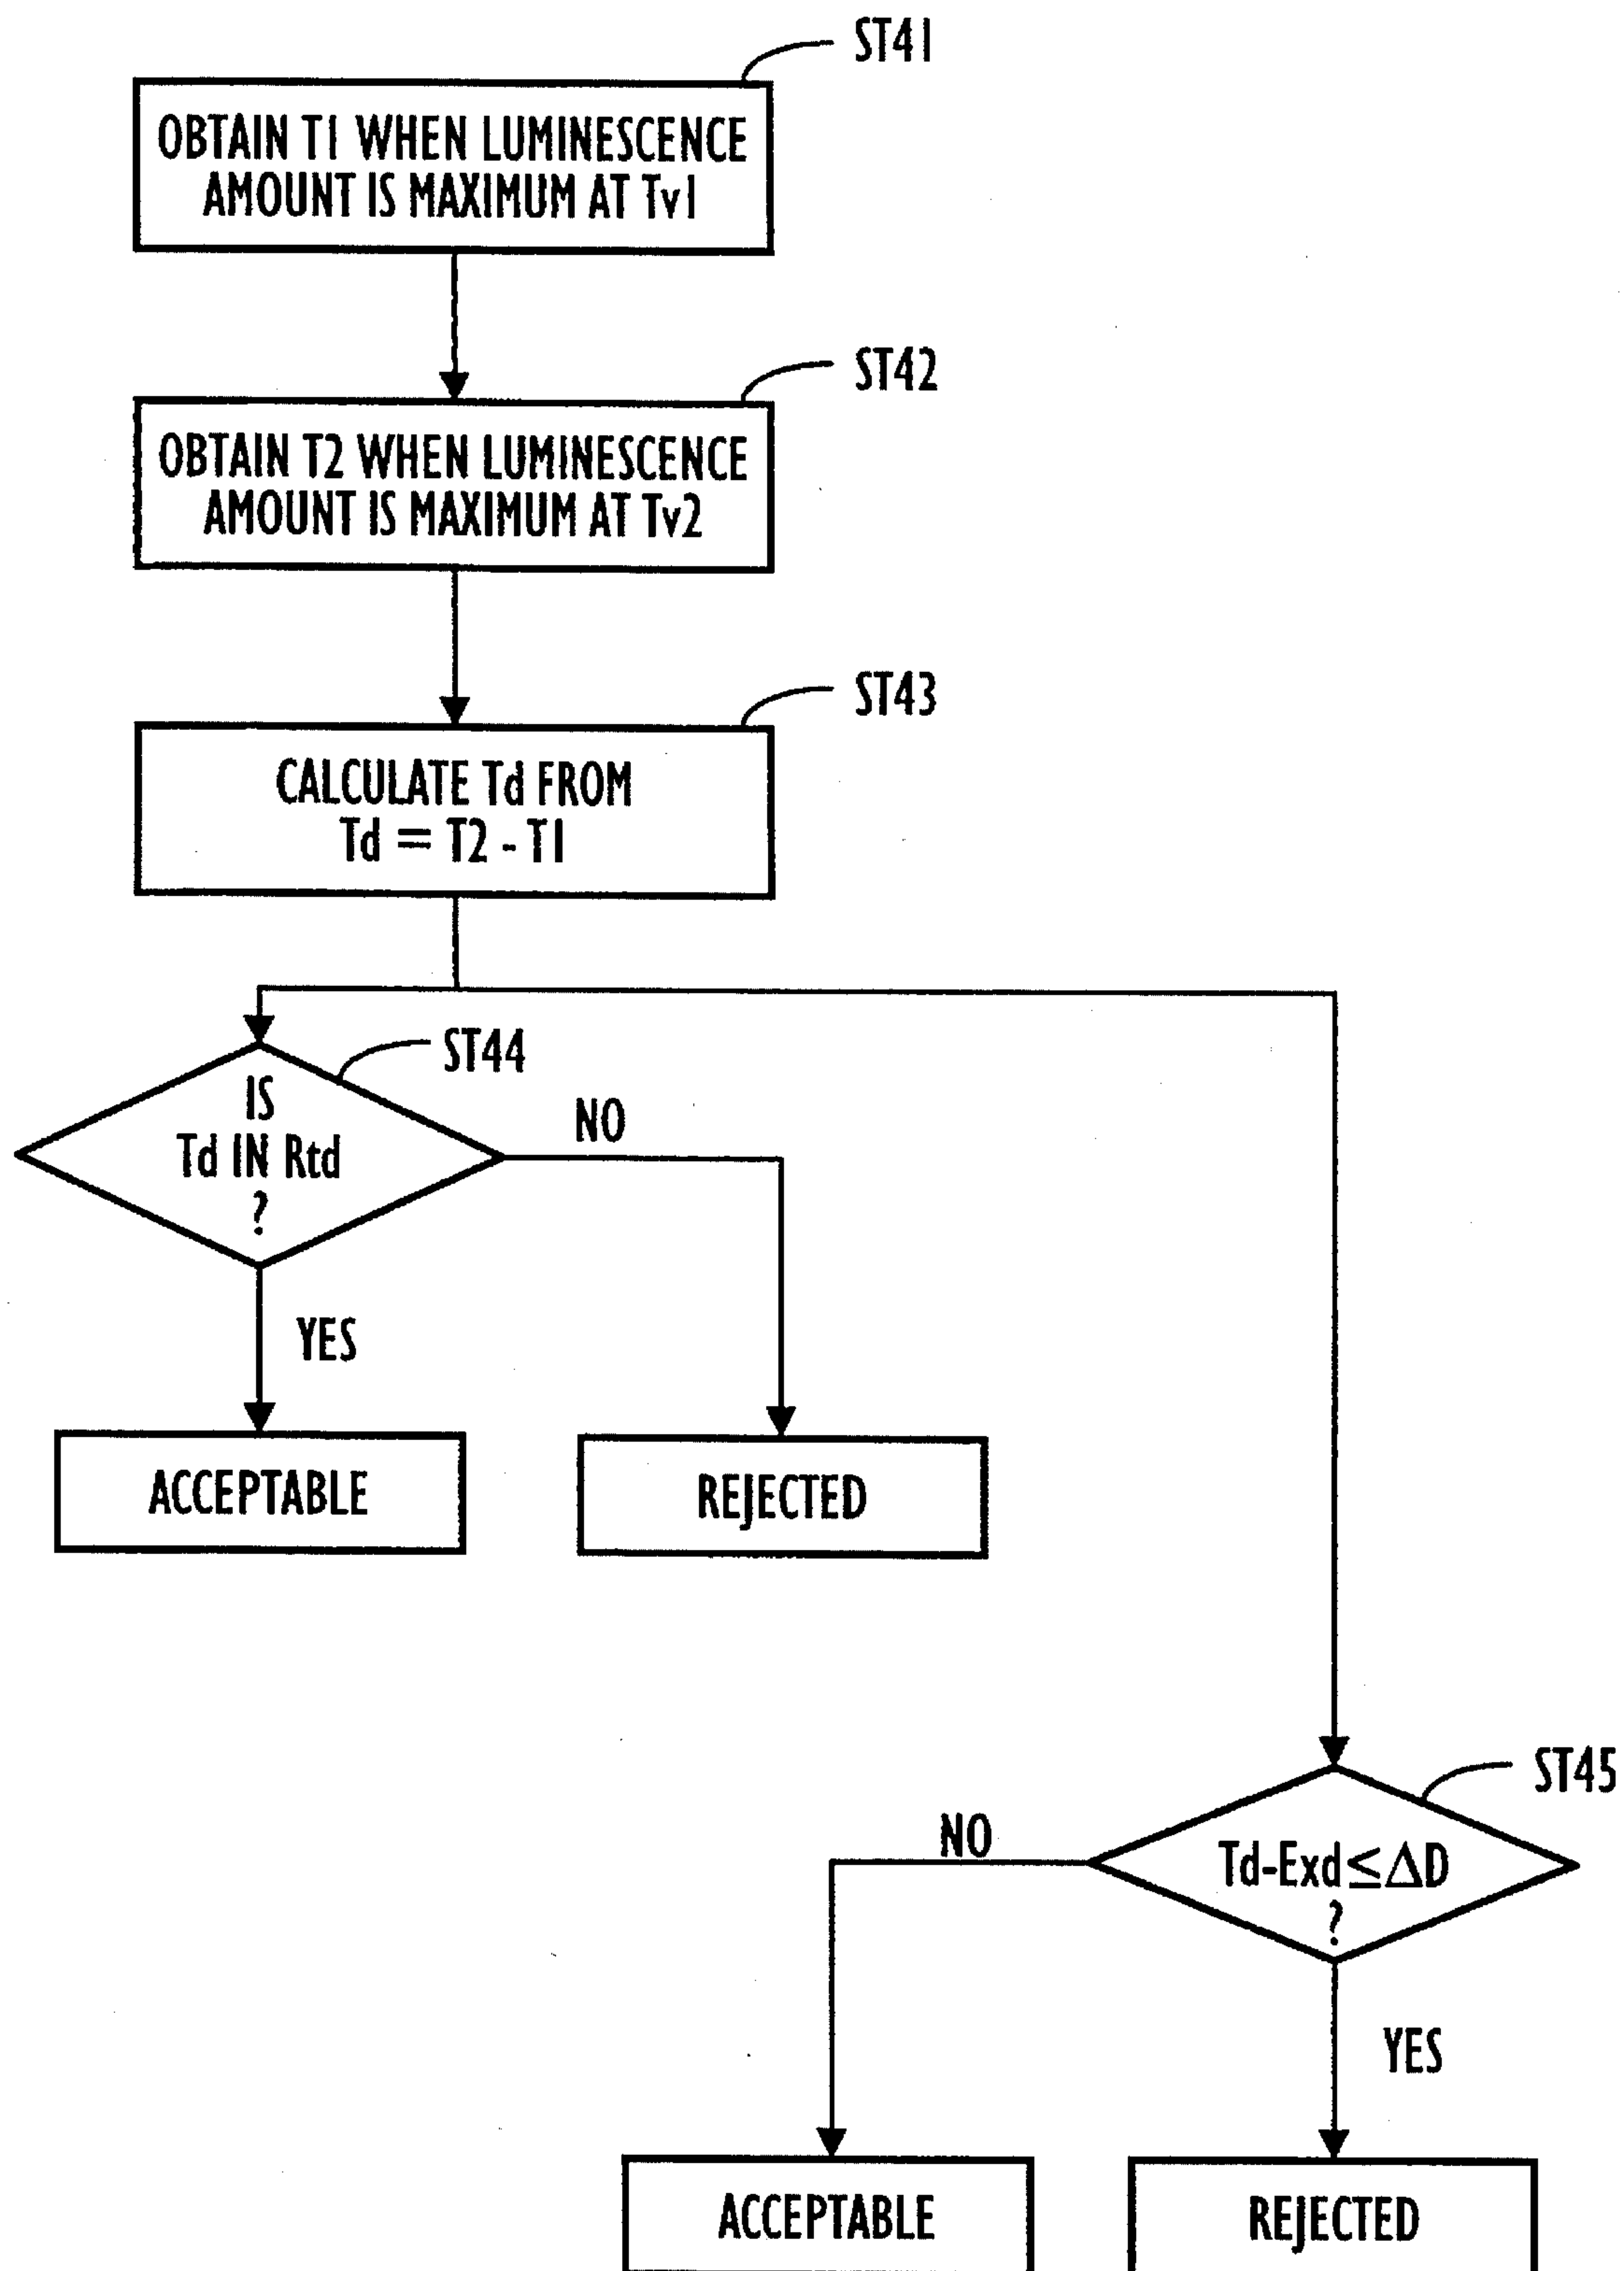 ST41
OBTAIN T1 WHEN LUMINESCENCE
AMOUNT IS MAXIMUM AT Tv1
ST42
OBTAIN T2 WHEN LUMINESCENCE
AMOUNT IS MAXIMUM AT Tv2
ST43
CALCULATE Td FROM
Td = T2 - T1
ST44
IS
Td IN Rtd
?
NO
YES
ACCEPTABLE
REJECTED
ST45
Td-Exd≤ΔD
?
NO
YES
ACCEPTABLE
REJECTED